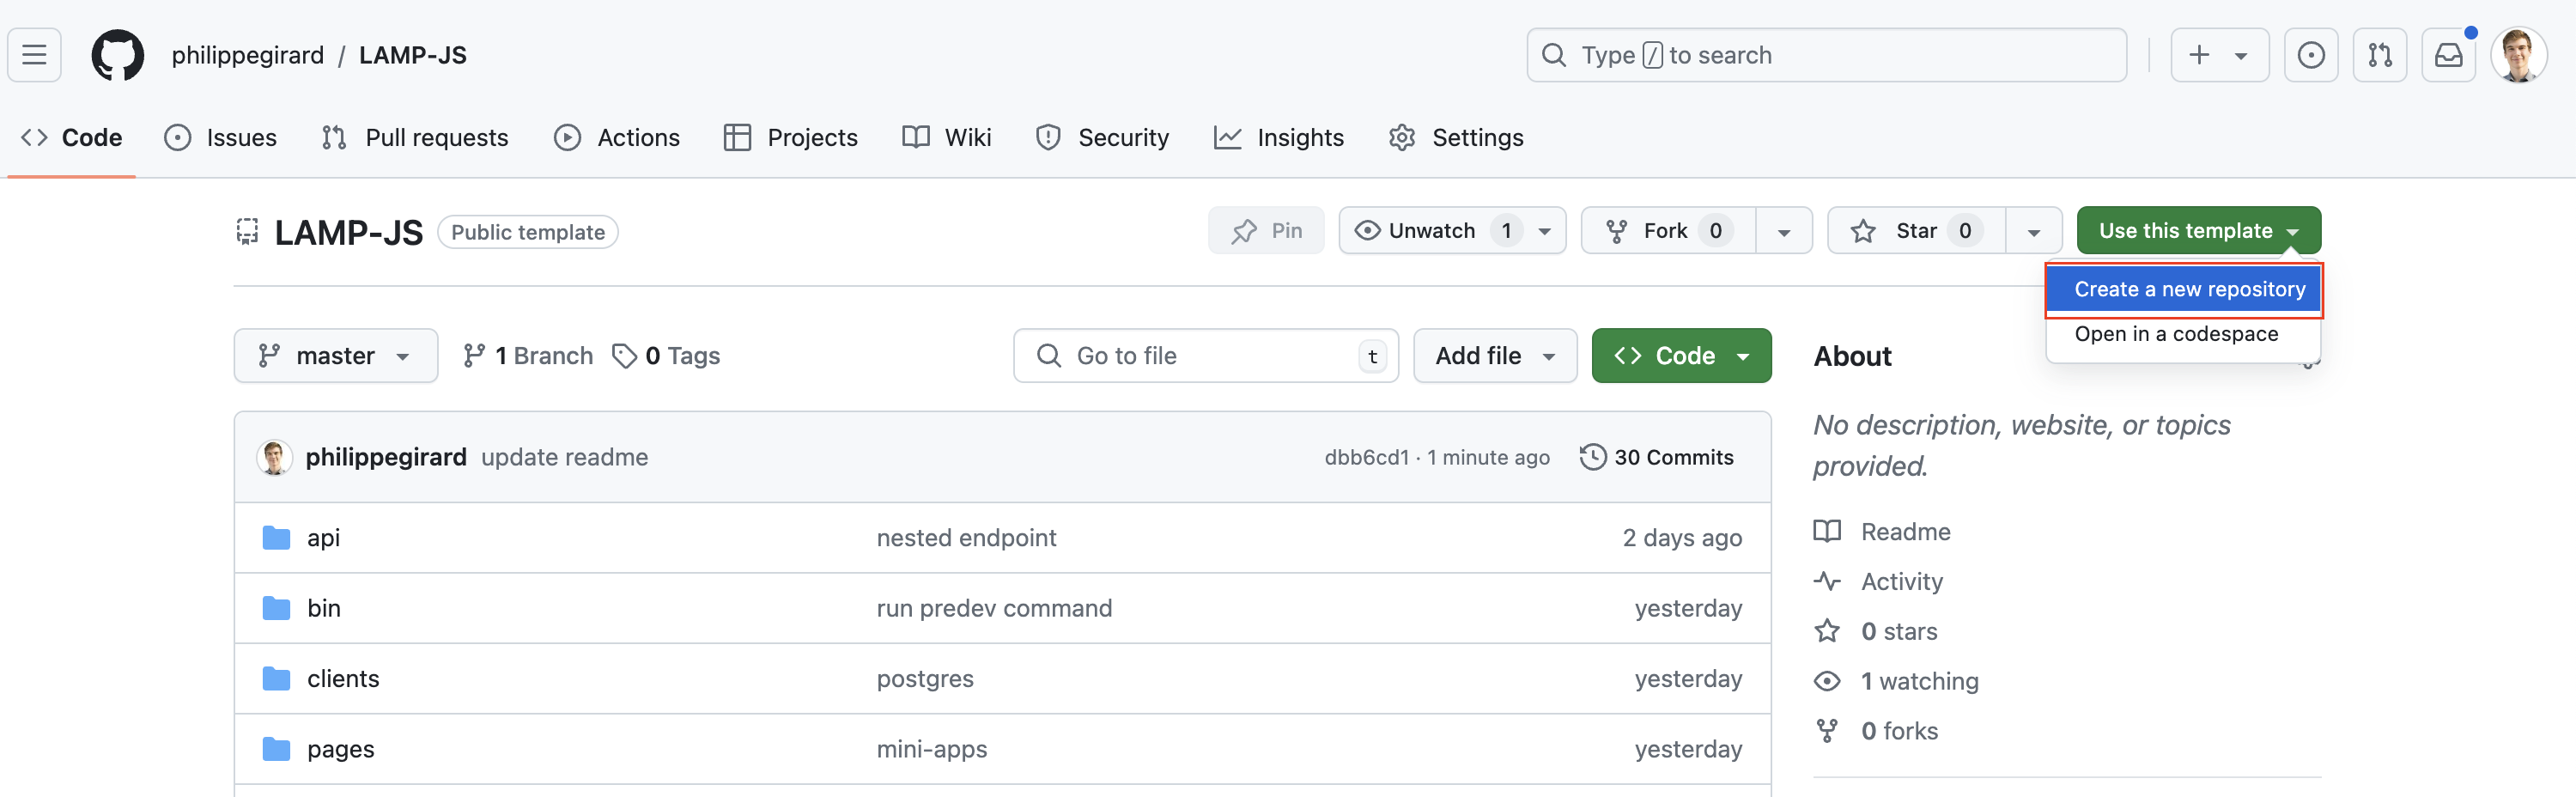 philippegirard / LAMP-JS
Type / to search
Code Issues Pull requests Actions Projects Wiki Security Insights Settings
LAMP-JS Public template
Pin Unwatch 1 Fork 0 Star 0 Use this template
Create a new repository
Open in a codespace
master 1 Branch 0 Tags Go to file t Add file Code
About
No description, website, or topics
provided.
philippegirard update readme dbb6cd1 · 1 minute ago 30 Commits
api nested endpoint 2 days ago
bin run predev command yesterday
clients postgres yesterday
pages mini-apps yesterday
Readme
Activity
0 stars
1 watching
0 forks